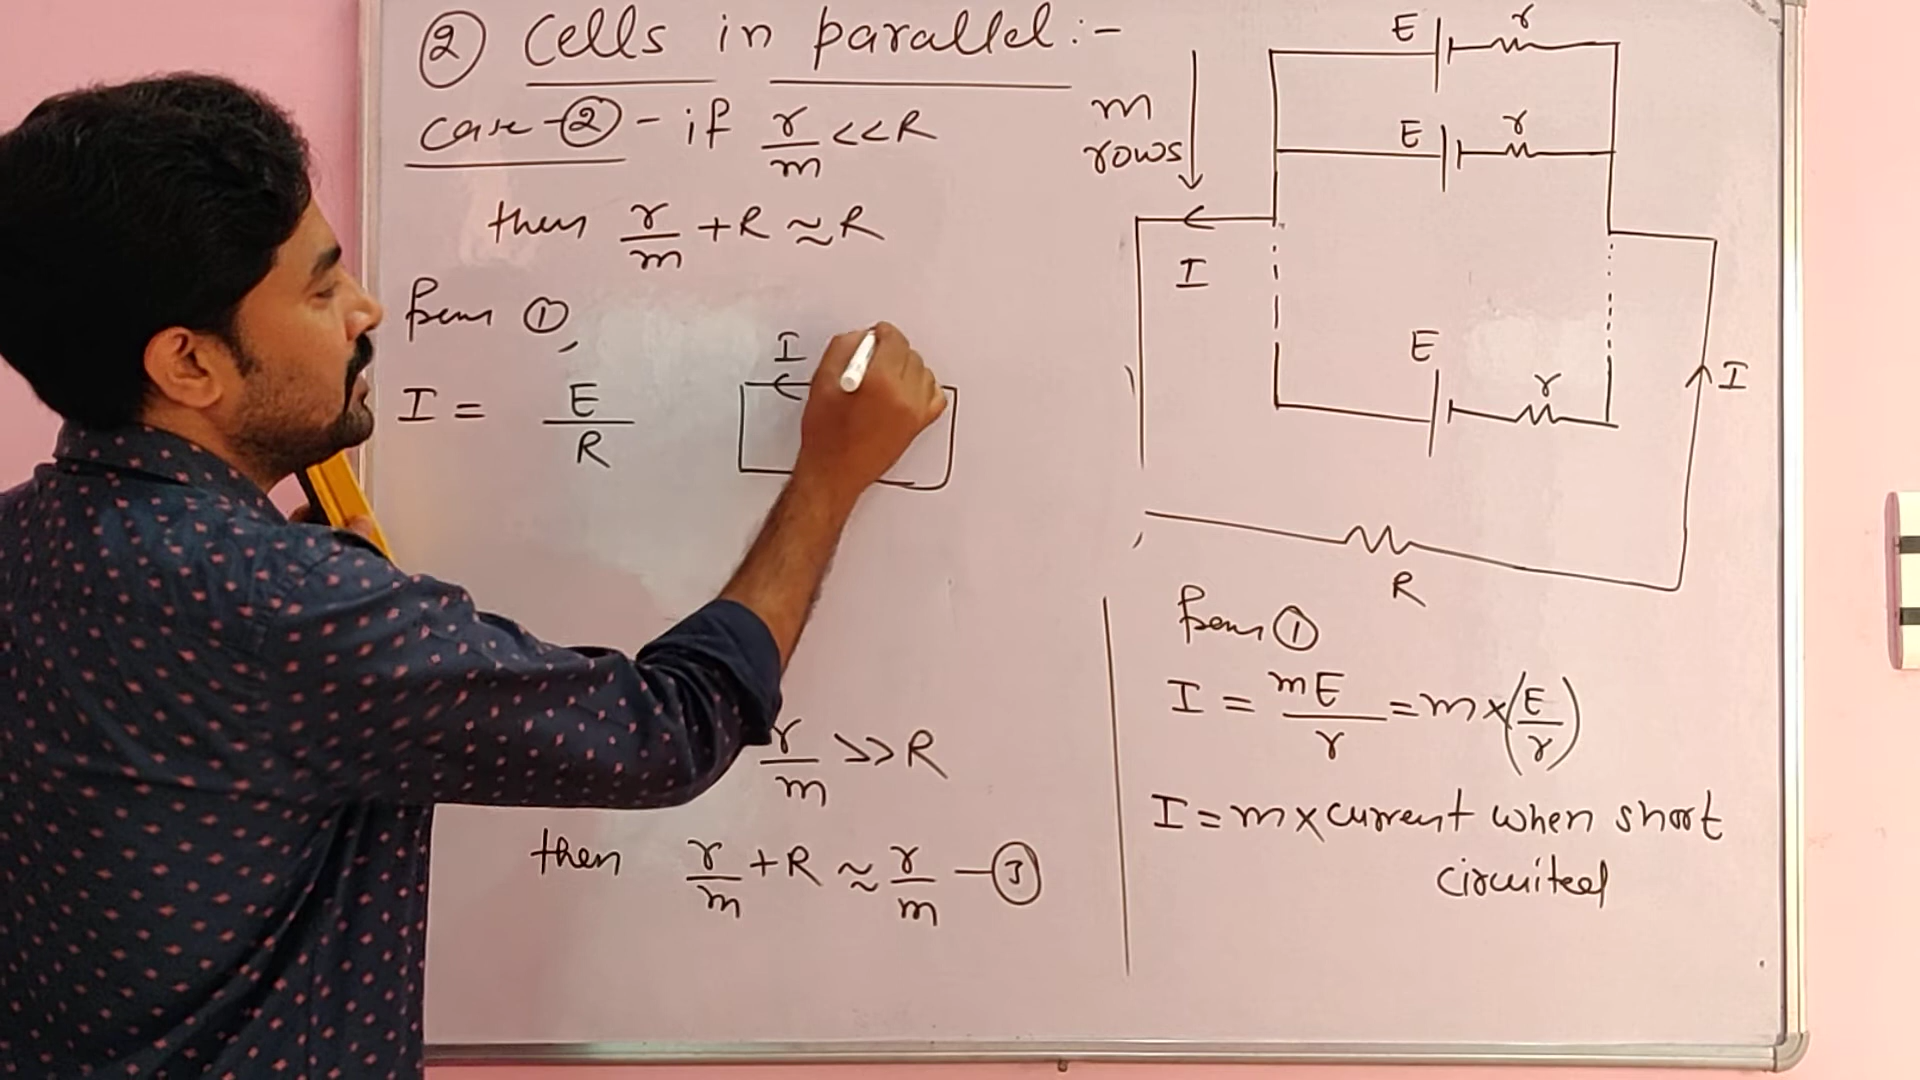 ② Cells in parallel:-
case-② - if r/m << R
then r/m + R ≈ R
from ①,
I = E/R
I
r/m >> R
then r/m + R ≈ r/m - ③
m
rows
E r
E r
I
E r
I
R
from ①
I = mE/r = m×(E/r)
I = m × current when short
circuited